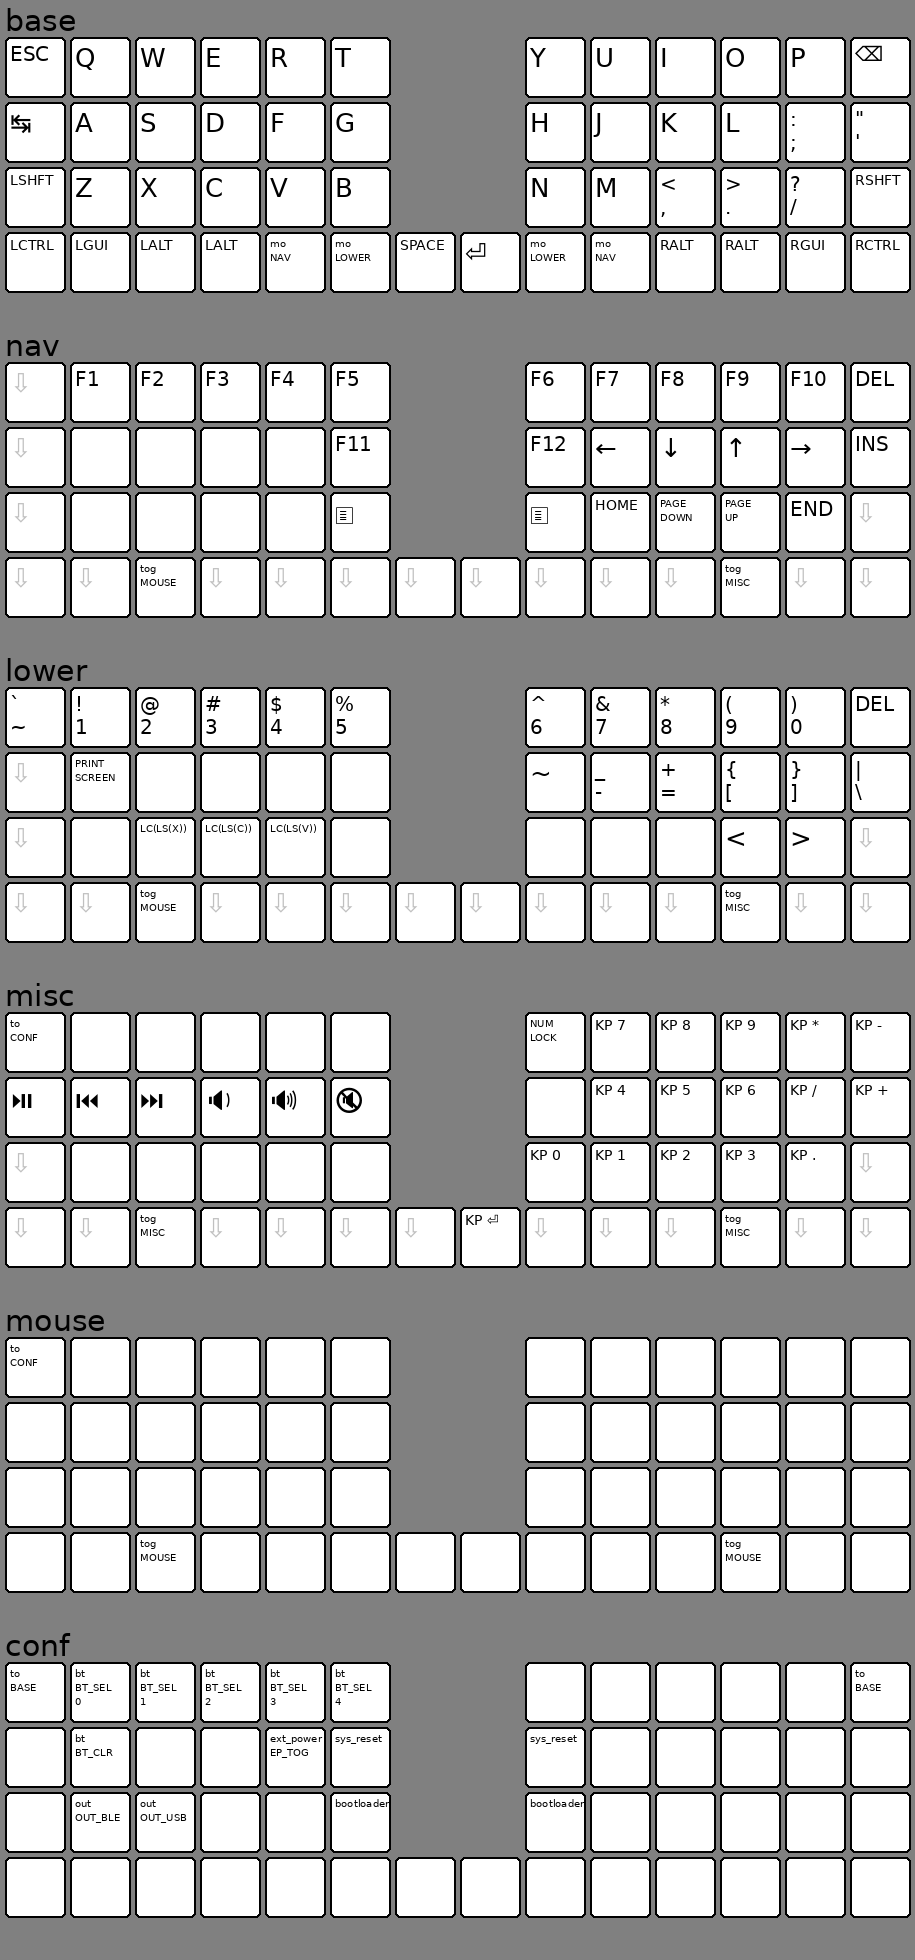 base
ESC Q W E R T Y U I O P ⌫
↹ A S D F G H J K L : "
; '
LSHFT Z X C V B N M < > ? RSHFT
, . /
LCTRL LGUI LALT LALT mo mo SPACE ⏎ mo mo RALT RALT RGUI RCTRL
NAV LOWER LOWER NAV
nav
⇩ F1 F2 F3 F4 F5 F6 F7 F8 F9 F10 DEL
⇩ F11 F12 ← ↓ ↑ → INS
⇩ HOME PAGE PAGE END ⇩
DOWN UP
⇩ ⇩ tog ⇩ ⇩ ⇩ ⇩ ⇩ ⇩ ⇩ ⇩ tog ⇩ ⇩
MOUSE MISC
lower
` ! @ # $ % ^ & * ( ) DEL
~ 1 2 3 4 5 6 7 8 9 0
⇩ PRINT ~ _ + { } |
SCREEN - = [ ] \
⇩ LC(LS(X)) LC(LS(C)) LC(LS(V)) < > ⇩
⇩ ⇩ tog ⇩ ⇩ ⇩ ⇩ ⇩ ⇩ ⇩ ⇩ tog ⇩ ⇩
MOUSE MISC
misc
to NUM KP 7 KP 8 KP 9 KP * KP -
CONF LOCK
⏯ ⏮ ⏭ 🔉 🔊 🔇 KP 4 KP 5 KP 6 KP / KP +
⇩ KP 0 KP 1 KP 2 KP 3 KP . ⇩
⇩ ⇩ tog ⇩ ⇩ ⇩ ⇩ KP ⏎ ⇩ ⇩ ⇩ tog ⇩ ⇩
MISC MISC
mouse
to
CONF
tog tog
MOUSE MOUSE
conf
to bt bt bt bt bt to
BASE BT_SEL BT_SEL BT_SEL BT_SEL BT_SEL BASE
0 1 2 3 4
bt ext_power sys_reset sys_reset
BT_CLR EP_TOG
out out bootloader bootloader
OUT_BLE OUT_USB